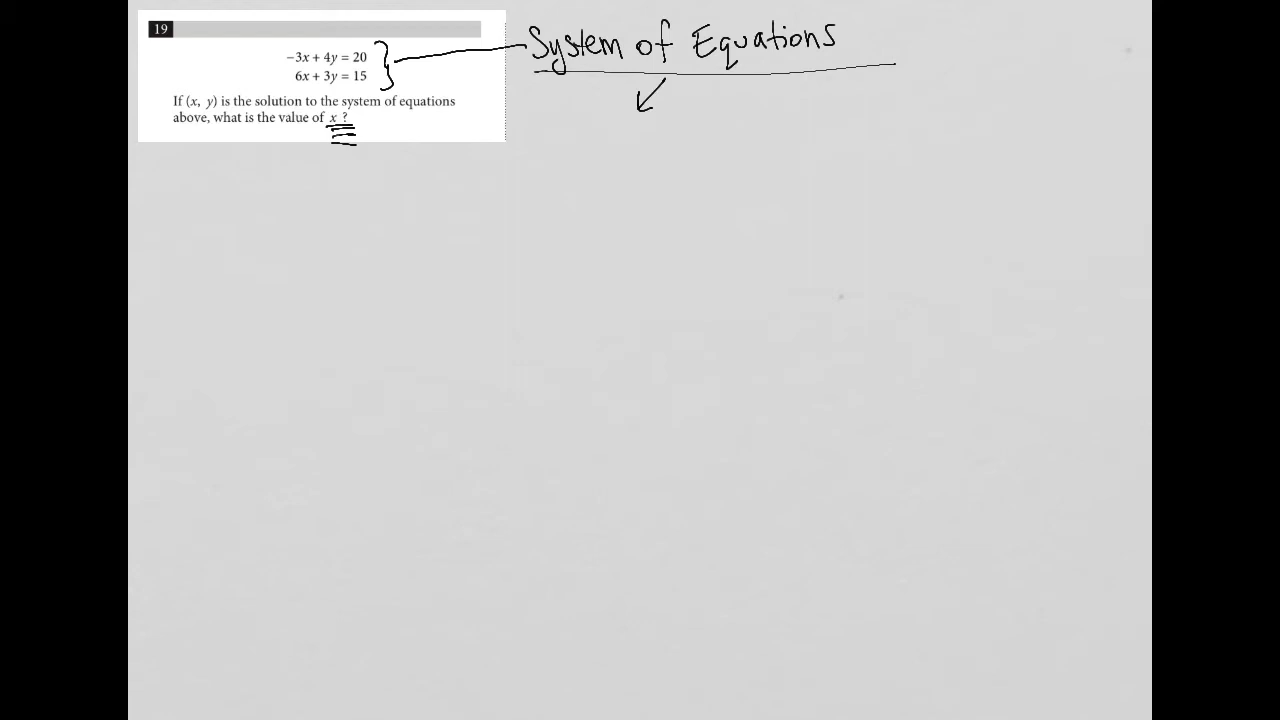 19
−3x + 4y = 20
6x + 3y = 15
If (x, y) is the solution to the system of equations
above, what is the value of x ?
System of Equations